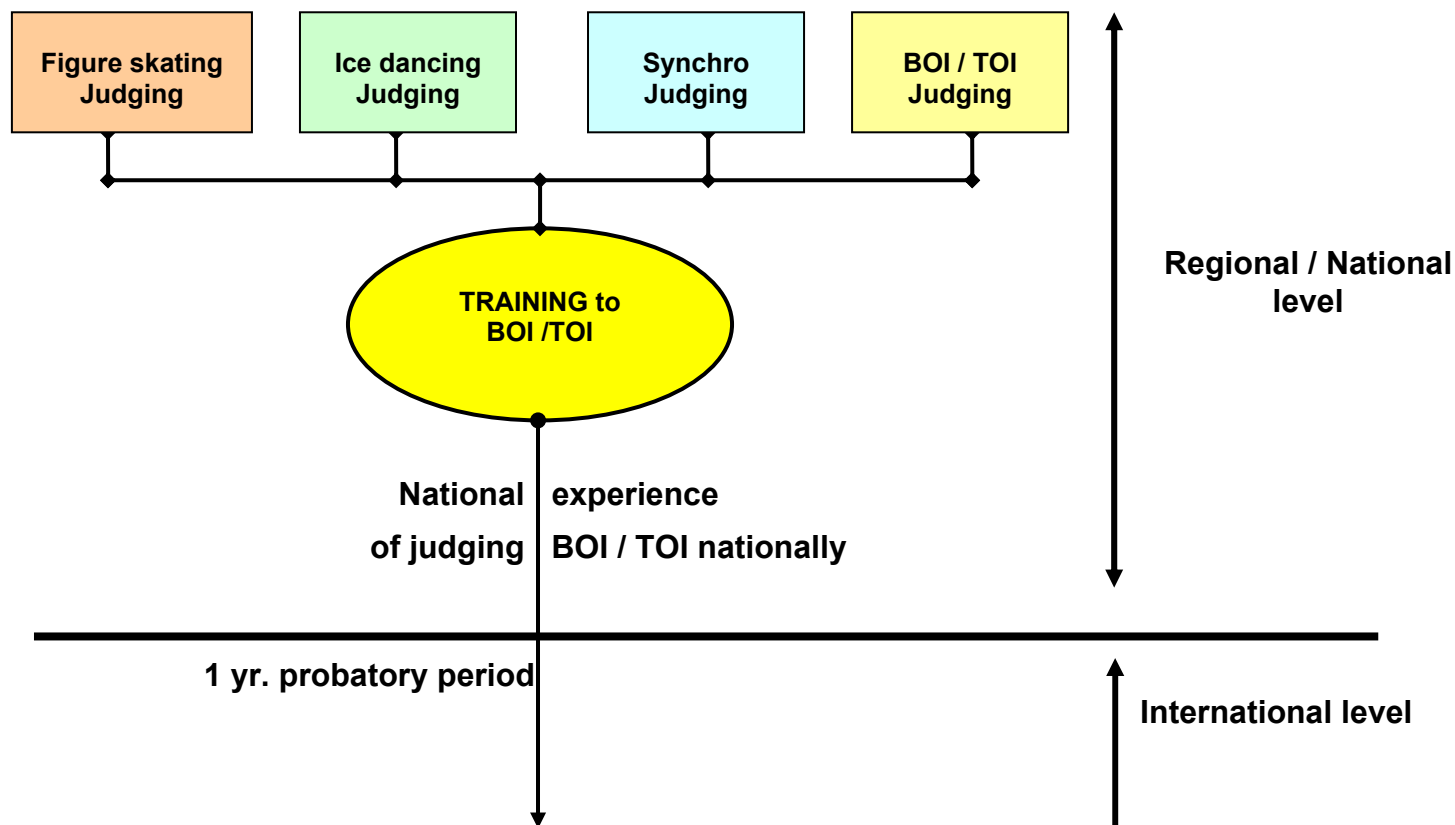 Figure skating
Judging
Ice dancing
Judging
Synchro
Judging
BOI / TOI
Judging
TRAINING to
BOI /TOI
Regional / National
level
National experience
of judging BOI / TOI nationally
1 yr. probatory period
International level